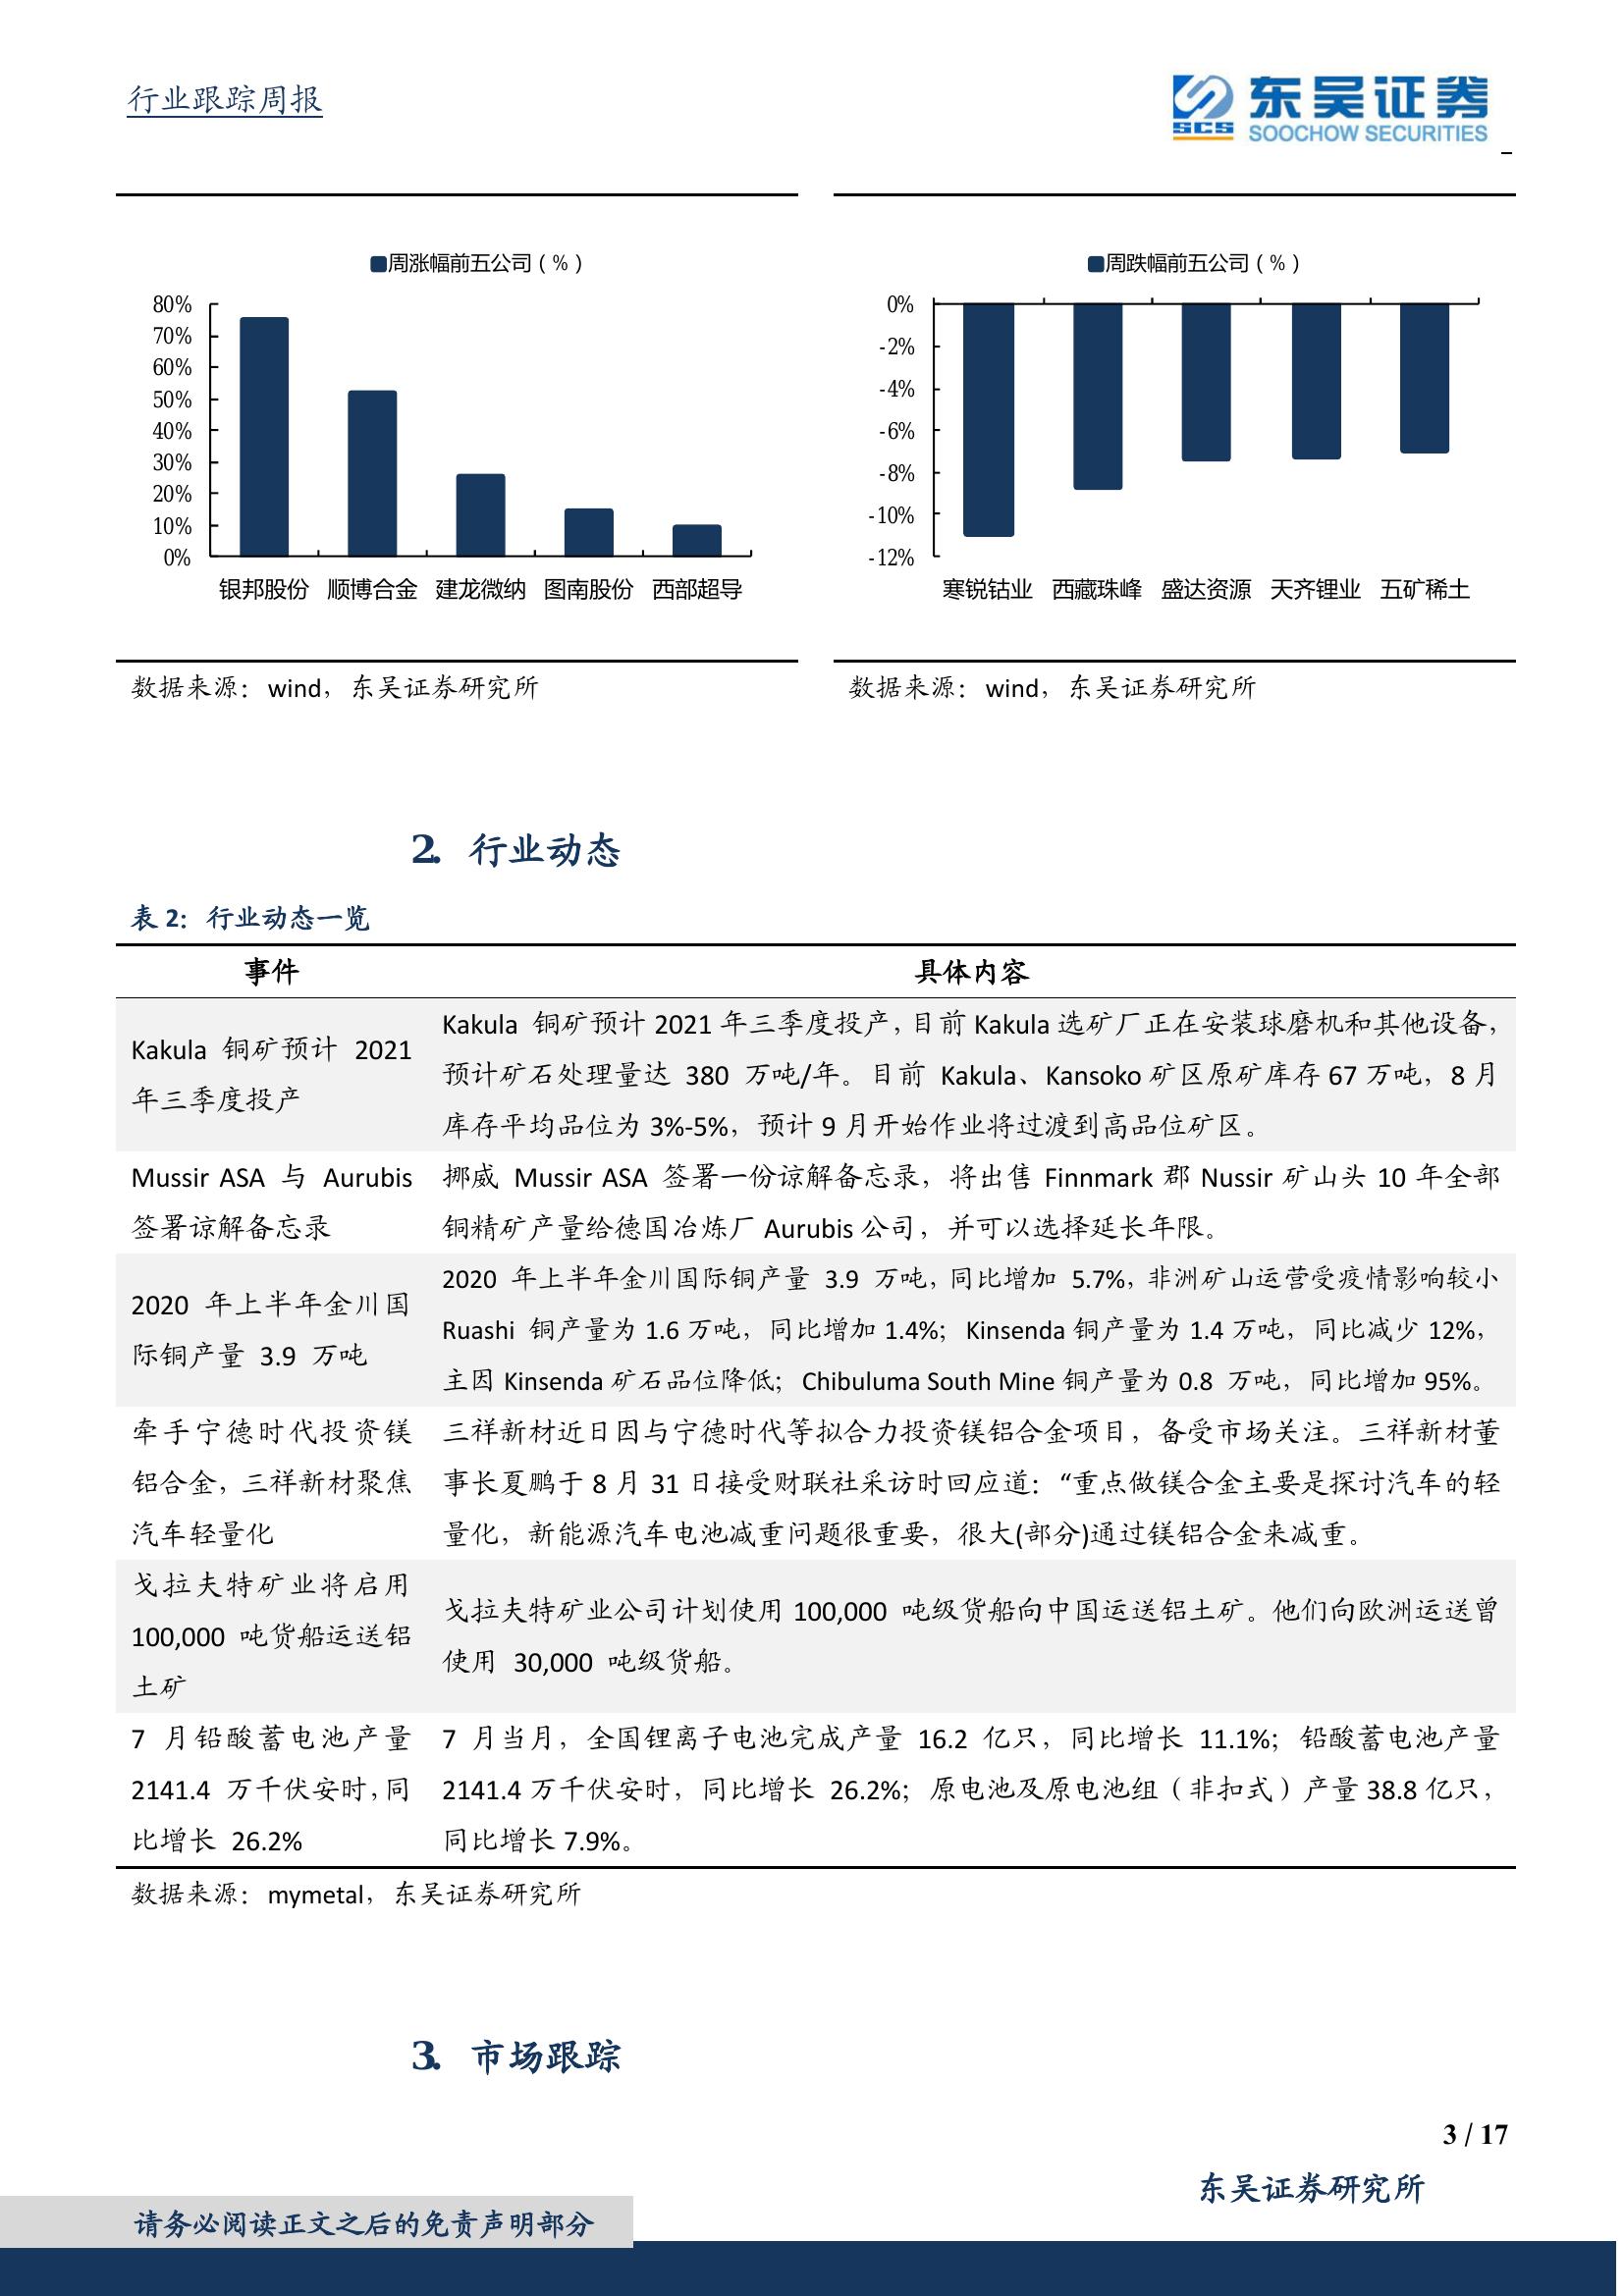 行业跟踪周报
SCS 东吴证券
SOOCHOW SECURITIES
周涨幅前五公司（%）
80%
70%
60%
50%
40%
30%
20%
10%
0%
银邦股份 顺博合金 建龙微纳 图南股份 西部超导
数据来源：wind，东吴证券研究所
周跌幅前五公司（%）
0%
-2%
-4%
-6%
-8%
-10%
-12%
寒锐钴业 西藏珠峰 盛达资源 天齐锂业 五矿稀土
数据来源：wind，东吴证券研究所
2. 行业动态
表 2：行业动态一览
事件 具体内容
Kakula 铜矿预计 2021
年三季度投产
Kakula 铜矿预计 2021 年三季度投产，目前 Kakula 选矿厂正在安装球磨机和其他设备，
预计矿石处理量达 380 万吨/年。目前 Kakula、Kansoko 矿区原矿库存 67 万吨，8 月
库存平均品位为 3%-5%，预计 9 月开始作业将过渡到高品位矿区。
Mussir ASA 与 Aurubis
签署谅解备忘录
挪威 Mussir ASA 签署一份谅解备忘录，将出售 Finnmark 郡 Nussir 矿山头 10 年全部
铜精矿产量给德国冶炼厂 Aurubis 公司，并可以选择延长年限。
2020 年上半年金川国
际铜产量 3.9 万吨
2020 年上半年金川国际铜产量 3.9 万吨，同比增加 5.7%，非洲矿山运营受疫情影响较小
Ruashi 铜产量为 1.6 万吨，同比增加 1.4%；Kinsenda 铜产量为 1.4 万吨，同比减少 12%，
主因 Kinsenda 矿石品位降低；Chibuluma South Mine 铜产量为 0.8 万吨，同比增加 95%。
牵手宁德时代投资镁
铝合金，三祥新材聚焦
汽车轻量化
三祥新材近日因与宁德时代等拟合力投资镁铝合金项目，备受市场关注。三祥新材董
事长夏鹏于 8 月 31 日接受财联社采访时回应道：“重点做镁合金主要是探讨汽车的轻
量化，新能源汽车电池减重问题很重要，很大(部分)通过镁铝合金来减重。
戈拉夫特矿业将启用
100,000 吨货船运送铝
土矿
戈拉夫特矿业公司计划使用 100,000 吨级货船向中国运送铝土矿。他们向欧洲运送曾
使用 30,000 吨级货船。
7 月铅酸蓄电池产量
2141.4 万千伏安时，同
比增长 26.2%
7 月当月，全国锂离子电池完成产量 16.2 亿只，同比增长 11.1%；铅酸蓄电池产量
2141.4 万千伏安时，同比增长 26.2%；原电池及原电池组（非扣式）产量 38.8 亿只，
同比增长 7.9%。
数据来源：mymetal，东吴证券研究所
3. 市场跟踪
3 / 17
东吴证券研究所
请务必阅读正文之后的免责声明部分